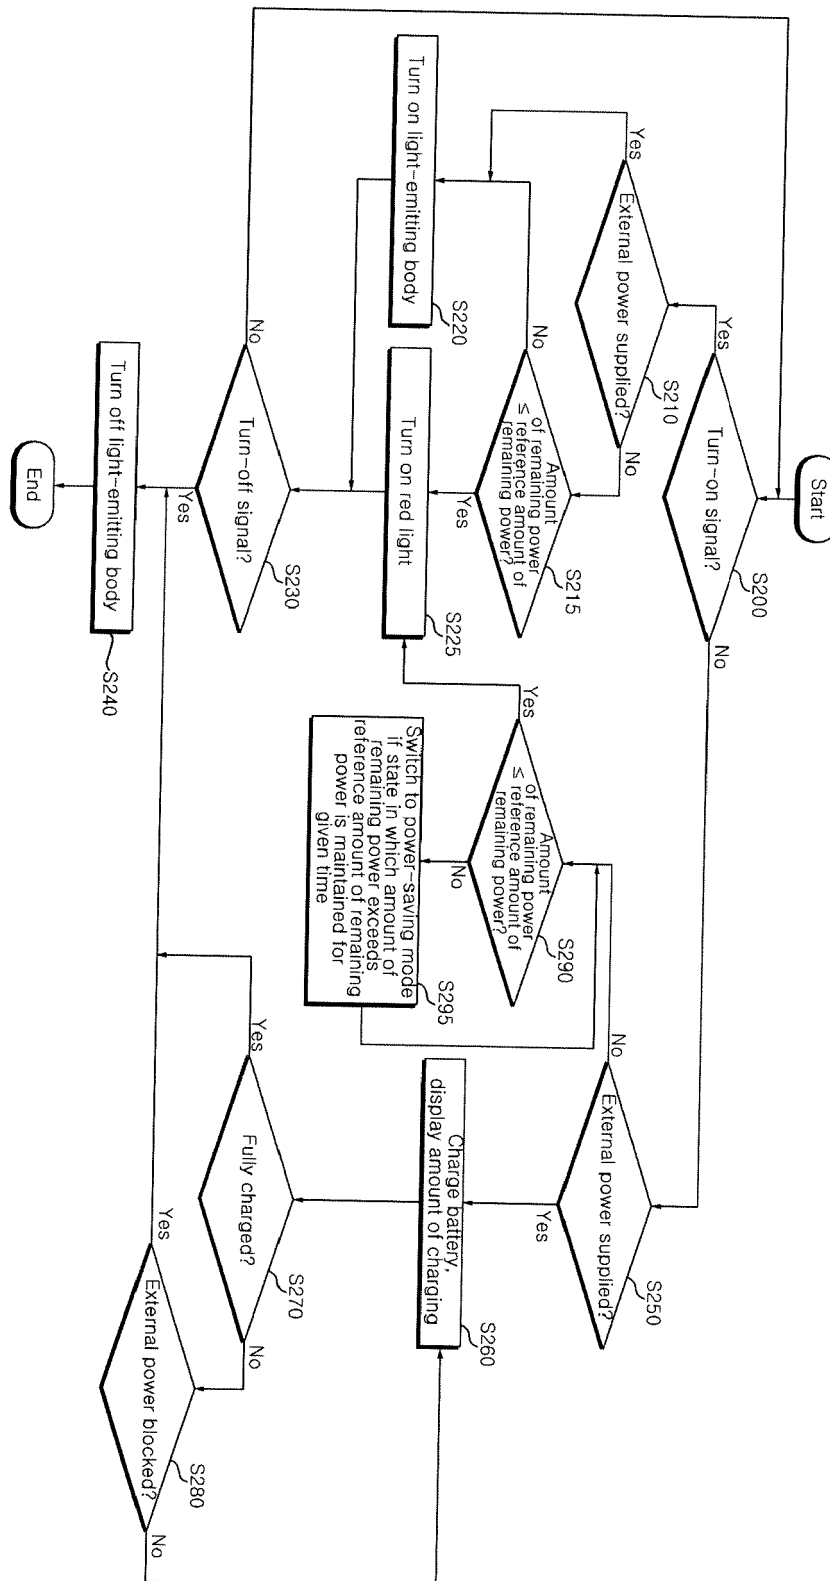 Start
Turn-on signal?
S200
Yes
No
External power supplied?
S210
Yes
No
Amount
of remaining power
≤ reference amount of
remaining power?
S215
No
Yes
Turn on light-emitting body
S220
Turn on red light
S225
Turn-off signal?
S230
No
Yes
Turn off light-emitting body
S240
End
External power supplied?
S250
No
Yes
Amount
of remaining power
≤ reference amount of
remaining power?
S290
Yes
No
Switch to power-saving mode
if state in which amount of
remaining power exceeds
reference amount of remaining
power is maintained for
given time
S295
Charge battery,
display amount of charging
S260
Fully charged?
S270
Yes
No
External power blocked?
S280
Yes
No